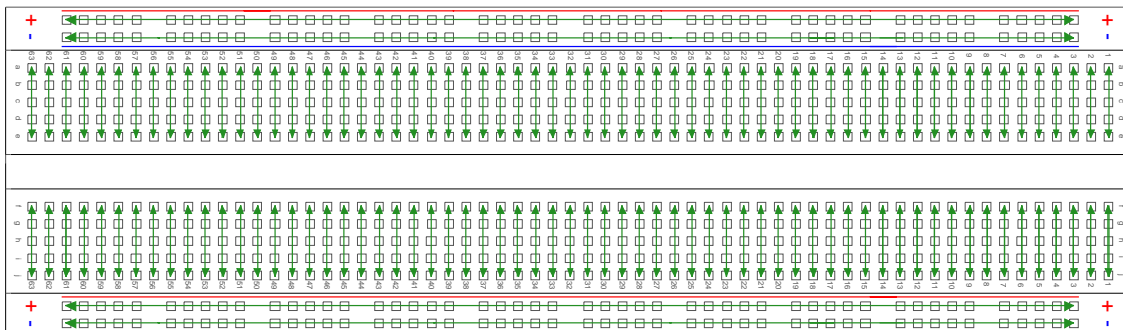 + +
- -
63 62 61 60 59 58 57 56 55 54 53 52 51 50 49 48 47 46 45 44 43 42 41 40 39 38 37 36 35 34 33 32 31 30 29 28 27 26 25 24 23 22 21 20 19 18 17 16 15 14 13 12 11 10 9 8 7 6 5 4 3 2 1
a a
b b
c c
d d
e e
f f
g g
h h
i i
j j
63 62 61 60 59 58 57 56 55 54 53 52 51 50 49 48 47 46 45 44 43 42 41 40 39 38 37 36 35 34 33 32 31 30 29 28 27 26 25 24 23 22 21 20 19 18 17 16 15 14 13 12 11 10 9 8 7 6 5 4 3 2 1
+ +
- -